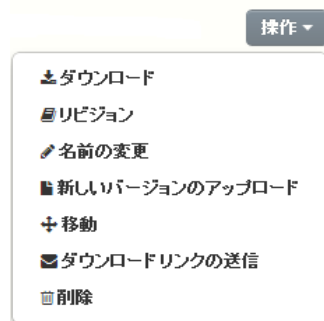 操作
ダウンロード
リビジョン
名前の変更
新しいバージョンのアップロード
移動
ダウンロードリンクの送信
削除